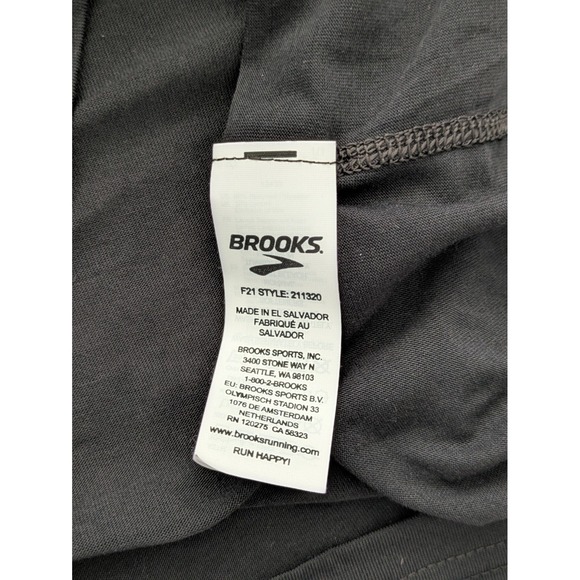 BROOKS
F21 STYLE: 211320
MADE IN EL SALVADOR
FABRIQUÉ AU
SALVADOR
BROOKS SPORTS, INC.
3400 STONE WAY N
SEATTLE, WA 98103
1-800-2-BROOKS
EU: BROOKS SPORTS B.V.
OLYMPISCH STADION 33
1076 DE AMSTERDAM
NETHERLANDS
RN 120275 CA 58323
www.brooksrunning.com
RUN HAPPY!